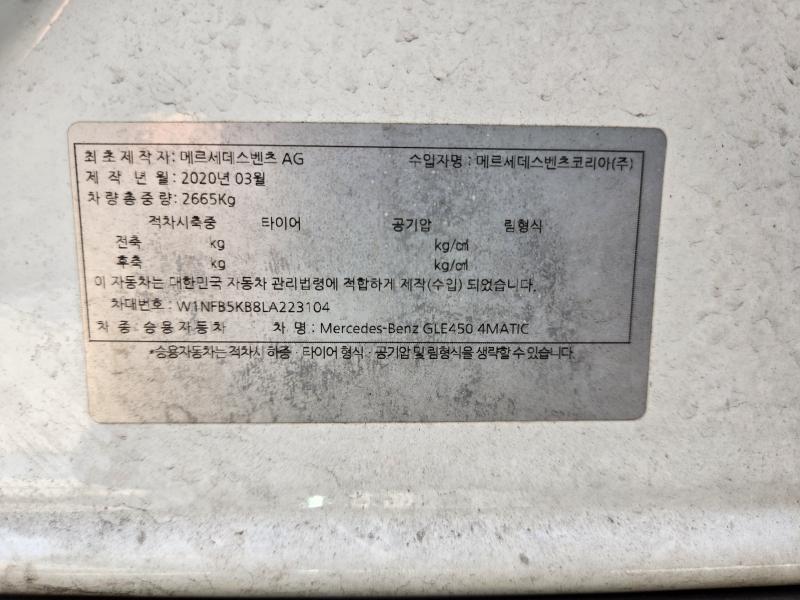 최초제작자: 메르세데스벤츠 AG 수입자명 : 메르세데스벤츠코리아(주)
제 작 년 월 : 2020년 03월
차량총중량: 2665Kg
적차시축중 타이어 공기압 림형식
전축 kg kg/㎠
후축 kg kg/㎠
이 자동차는 대한민국 자동차 관리법령에 적합하게 제작(수입) 되었습니다.
차대번호 : W1NFB5KB8LA223104
차 종 : 승용자동차 차 명 : Mercedes-Benz GLE450 4MATIC
*승용자동차는 적차시 하중 · 타이어 형식 · 공기압 및 림형식을 생략할 수 있습니다.